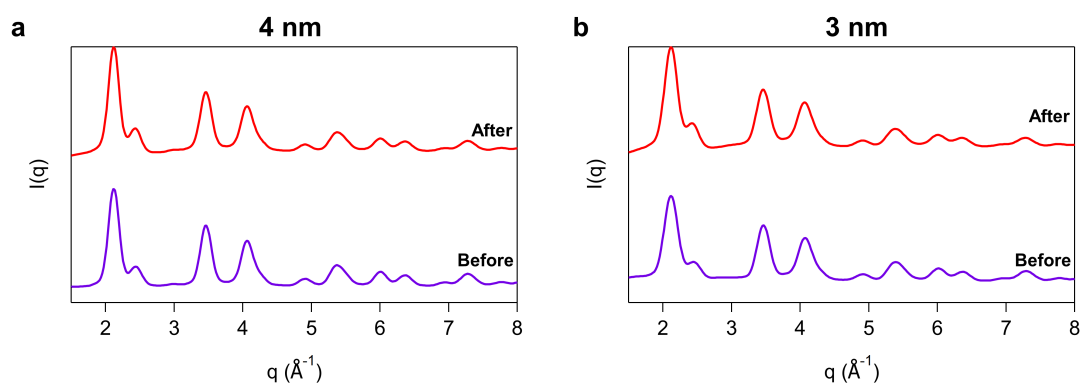 a
4 nm
I(q)
After
Before
2 3 4 5 6 7 8
q (Å⁻¹)
b
3 nm
I(q)
After
Before
2 3 4 5 6 7 8
q (Å⁻¹)